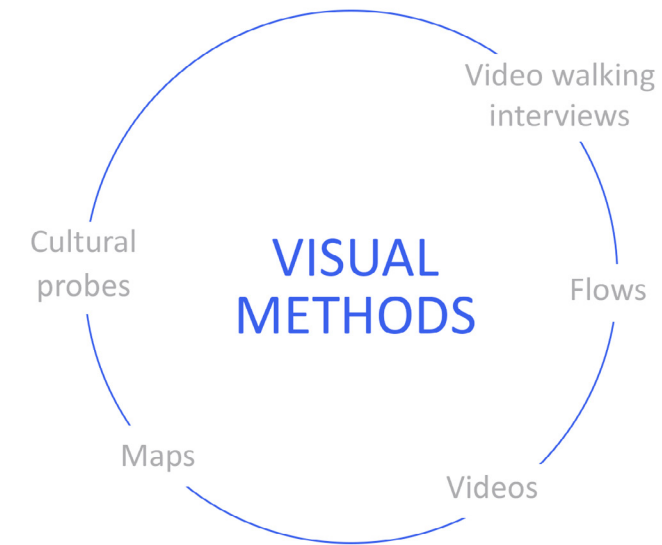 Video walking
interviews
Cultural
probes
VISUAL
METHODS
Flows
Maps
Videos